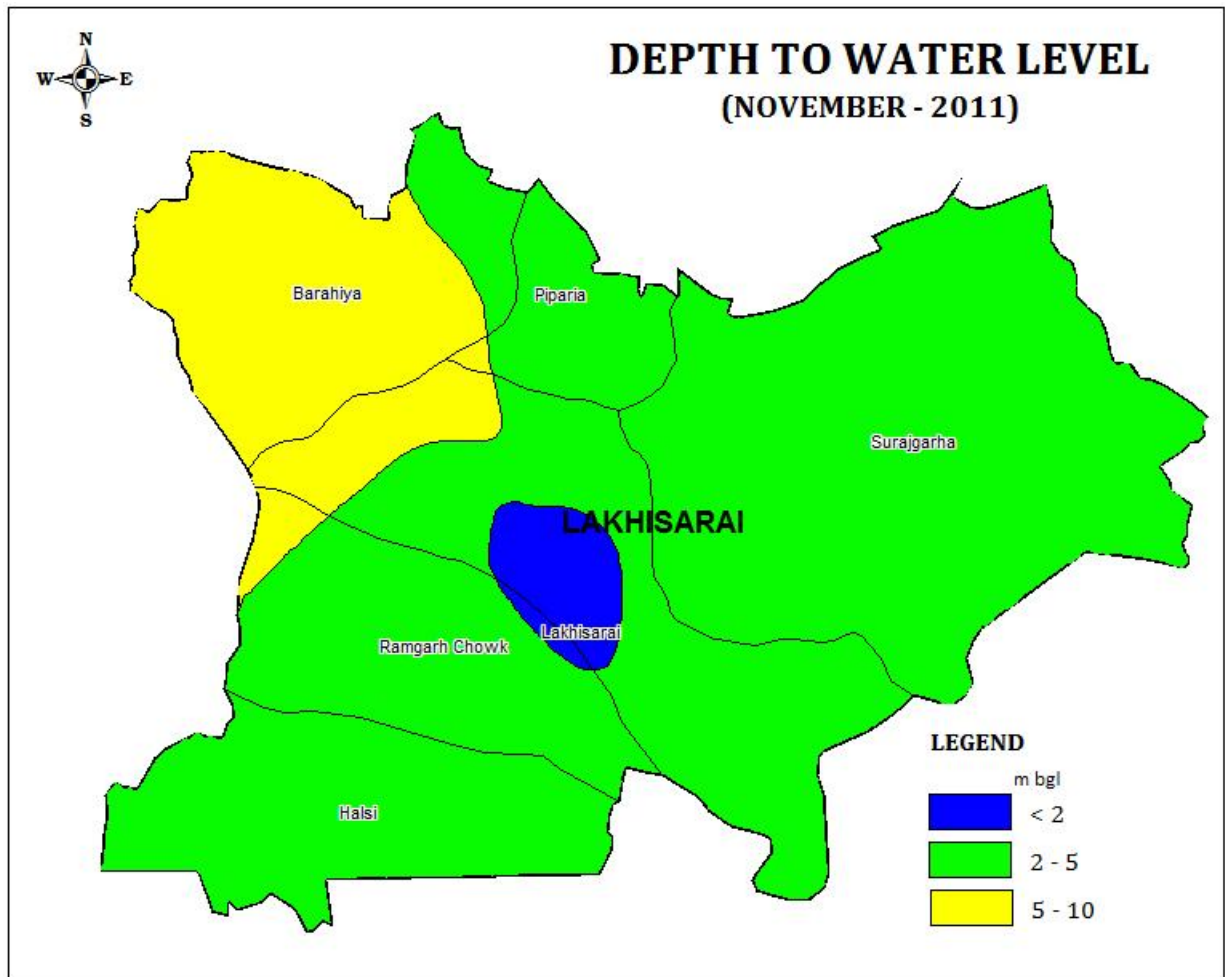 N
W E
S
DEPTH TO WATER LEVEL
(NOVEMBER - 2011)
Barahiya
Piparia
Surajgarha
LAKHISARAI
Lakhisarai
Ramgarh Chowk
Halsi
LEGEND
m bgl
< 2
2 - 5
5 - 10